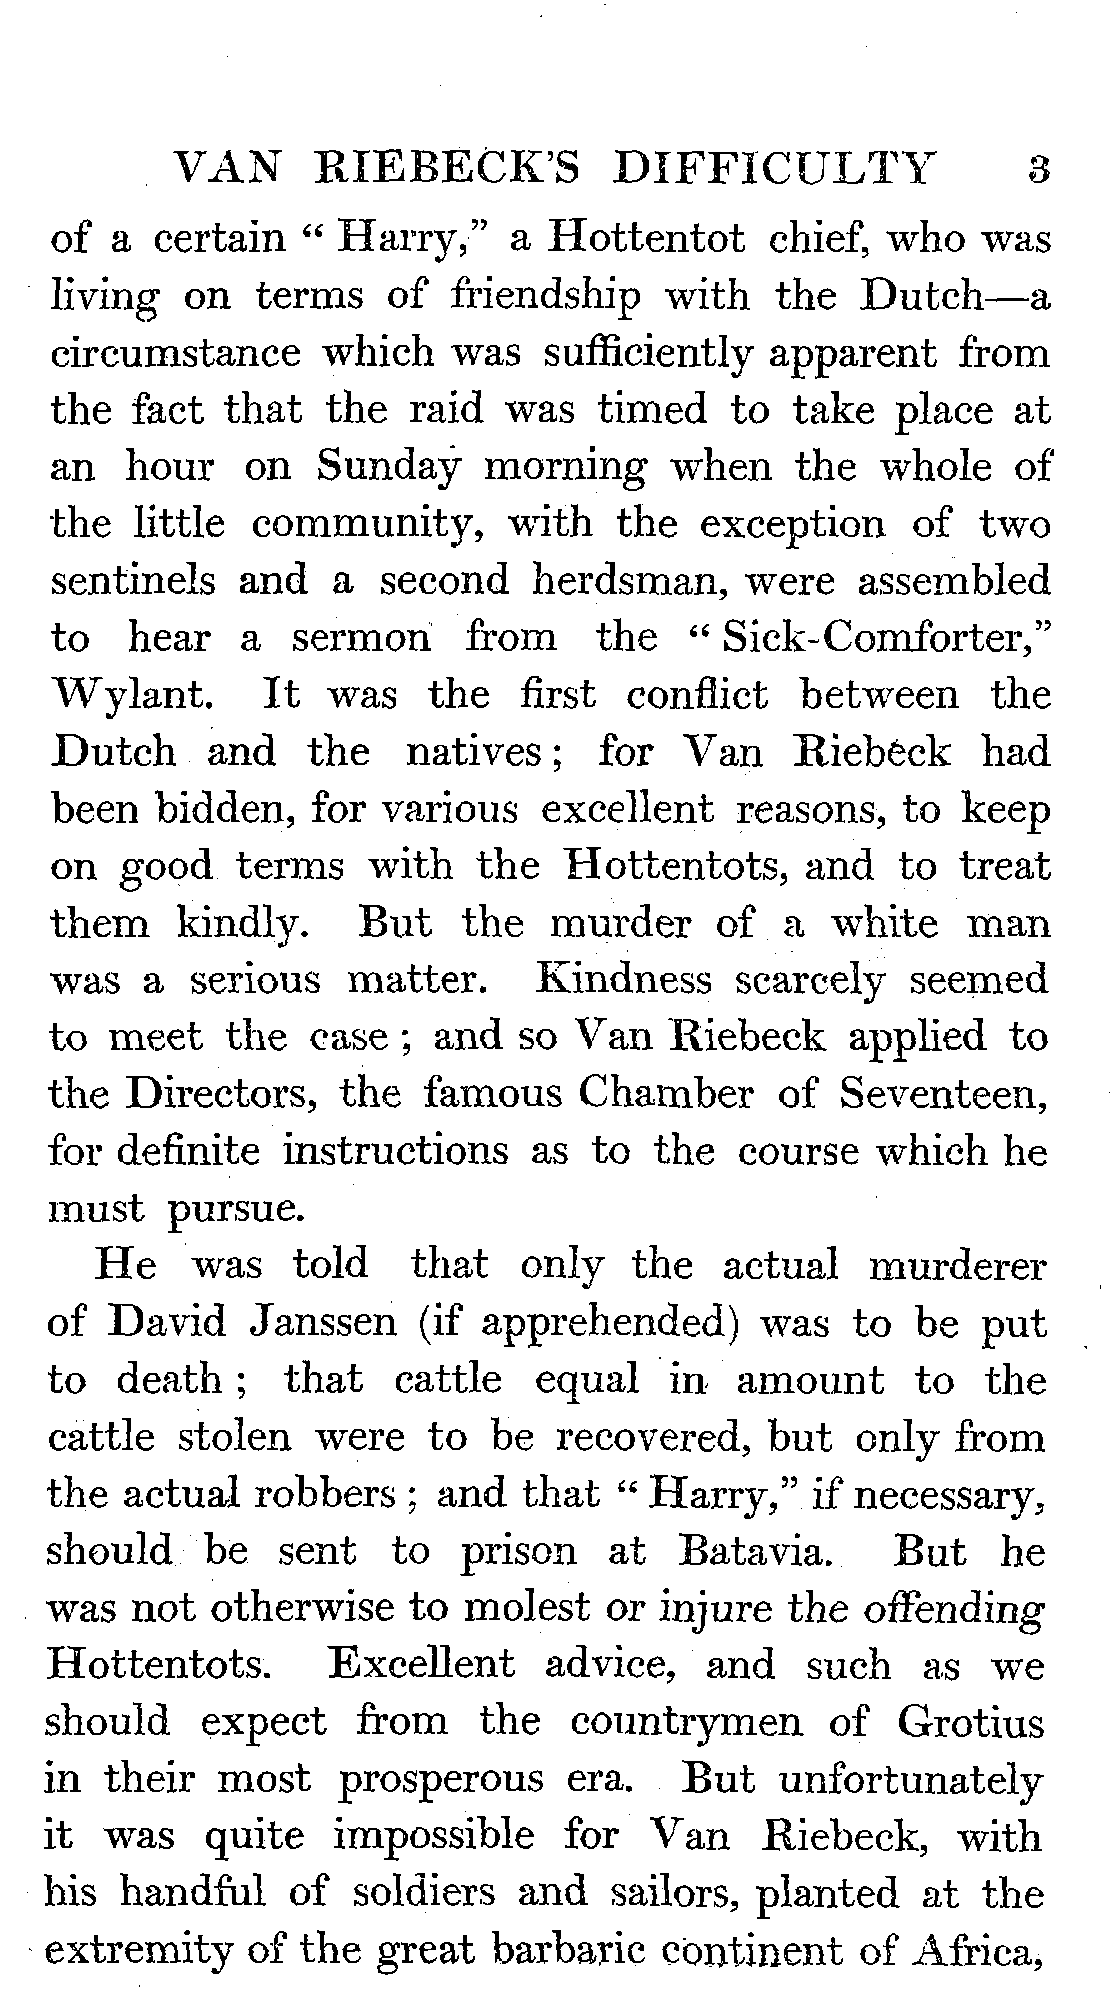 VAN RIEBECK'S DIFFICULTY 3
of a certain “ Harry,” a Hottentot chief, who was
living on terms of friendship with the Dutch—a
circumstance which was sufficiently apparent from
the fact that the raid was timed to take place at
an hour on Sunday morning when the whole of
the little community, with the exception of two
sentinels and a second herdsman, were assembled
to hear a sermon from the “ Sick-Comforter,”
Wylant. It was the first conflict between the
Dutch and the natives ; for Van Riebeck had
been bidden, for various excellent reasons, to keep
on good terms with the Hottentots, and to treat
them kindly. But the murder of a white man
was a serious matter. Kindness scarcely seemed
to meet the case ; and so Van Riebeck applied to
the Directors, the famous Chamber of Seventeen,
for definite instructions as to the course which he
must pursue.
He was told that only the actual murderer
of David Janssen (if apprehended) was to be put
to death ; that cattle equal in amount to the
cattle stolen were to be recovered, but only from
the actual robbers ; and that “ Harry,” if necessary,
should be sent to prison at Batavia. But he
was not otherwise to molest or injure the offending
Hottentots. Excellent advice, and such as we
should expect from the countrymen of Grotius
in their most prosperous era. But unfortunately
it was quite impossible for Van Riebeck, with
his handful of soldiers and sailors, planted at the
extremity of the great barbaric continent of Africa,